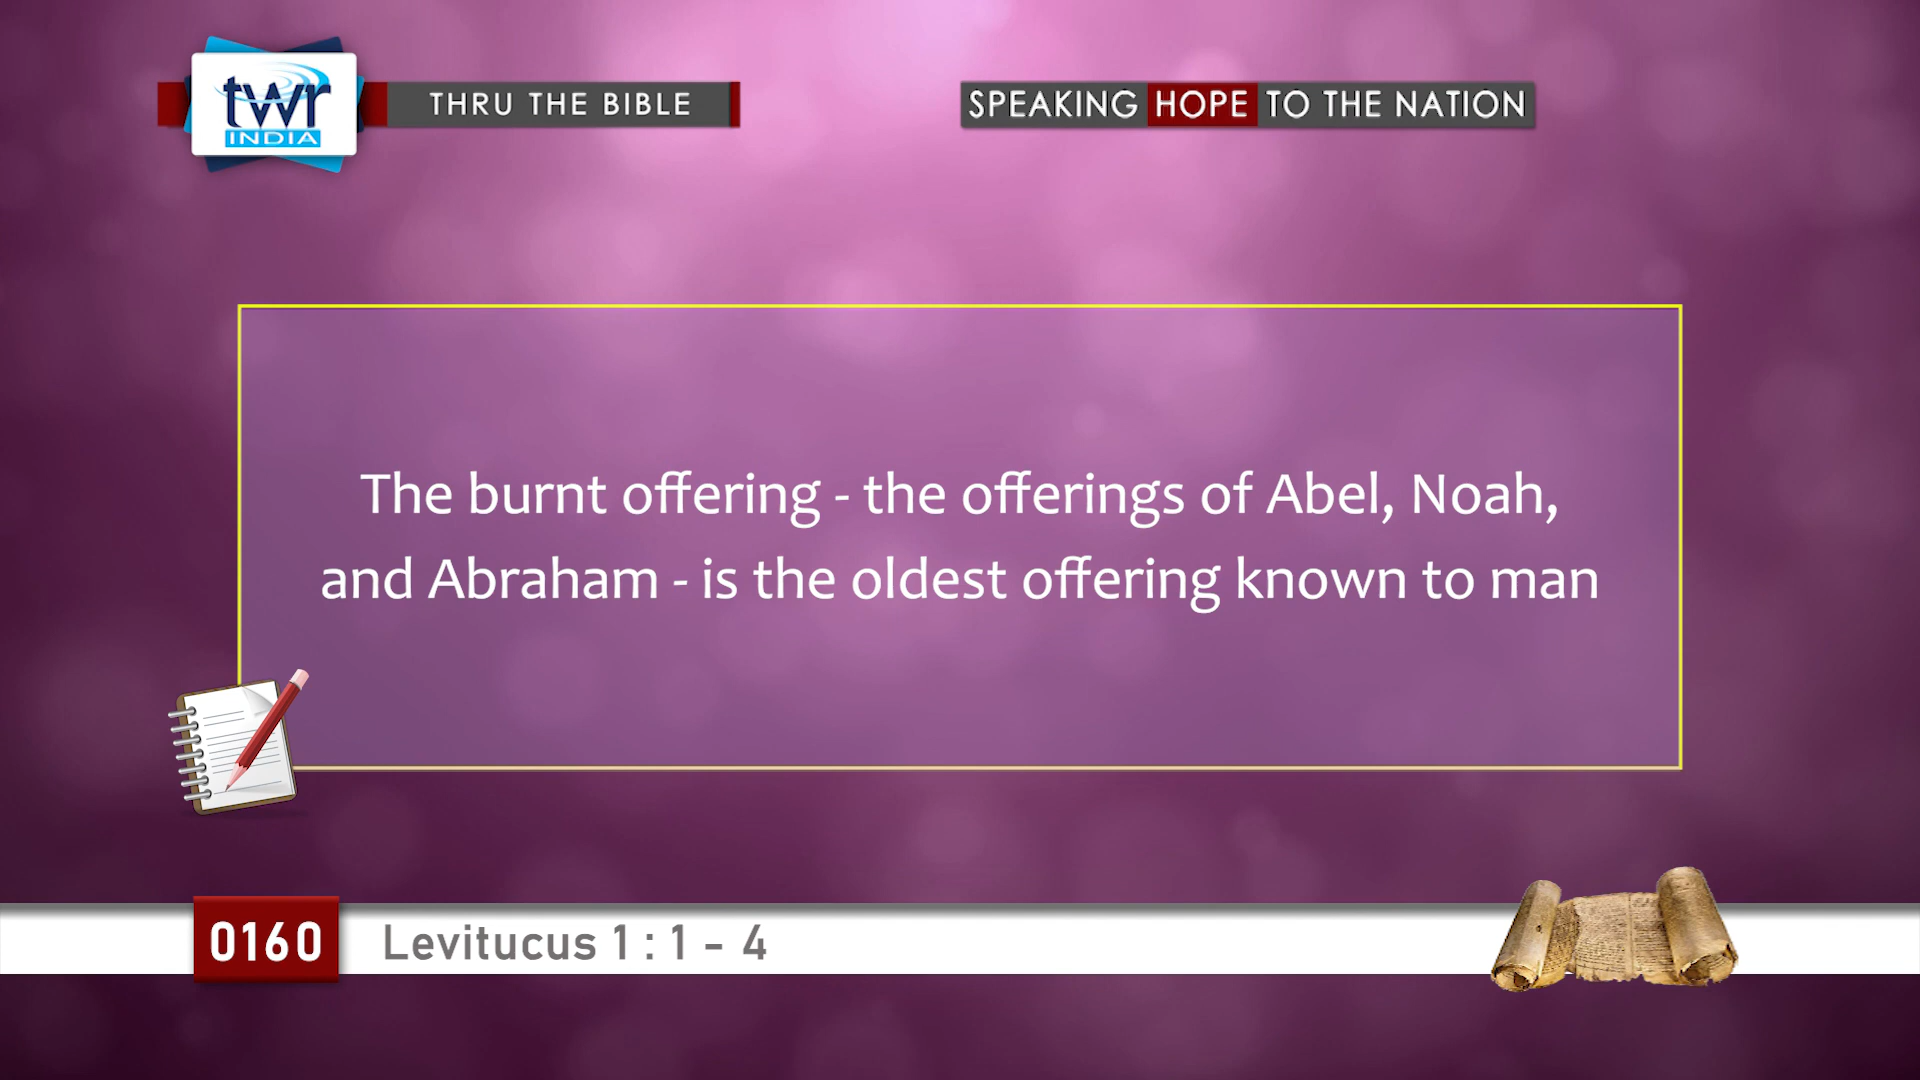 twr
INDIA
THRU THE BIBLE
SPEAKING HOPE TO THE NATION
The burnt offering - the offerings of Abel, Noah,
and Abraham - is the oldest offering known to man
0160
Levitucus 1 : 1 - 4